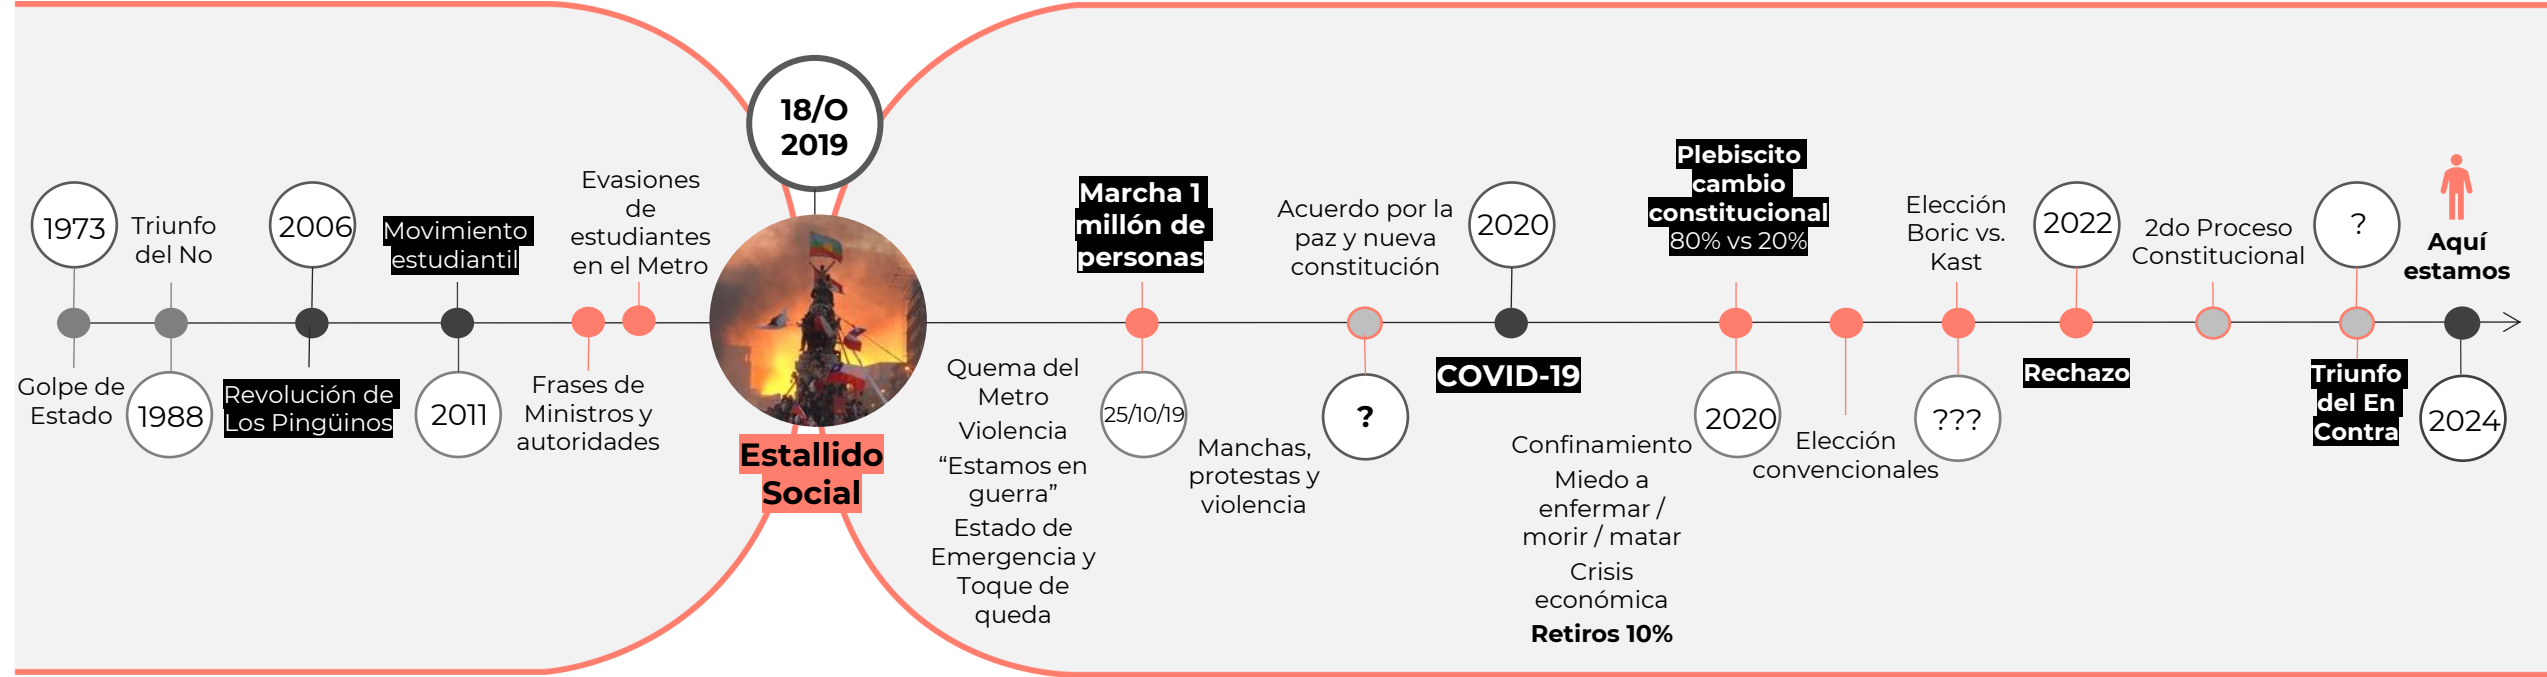 1973
Golpe de
Estado
Triunfo
del No
1988
2006
Revolución de
Los Pingüinos
Movimiento
estudiantil
2011
Frases de
Ministros y
autoridades
Evasiones
de
estudiantes
en el Metro
18/O
2019
Estallido
Social
Quema del
Metro
Violencia
“Estamos en
guerra”
Estado de
Emergencia y
Toque de
queda
Marcha 1
millón de
personas
25/10/19
Manchas,
protestas y
violencia
Acuerdo por la
paz y nueva
constitución
?
2020
COVID-19
Confinamiento
Miedo a
enfermar /
morir / matar
Crisis
económica
Retiros 10%
Plebiscito
cambio
constitucional
80% vs 20%
2020
Elección
convencionales
Elección
Boric vs.
Kast
???
2022
Rechazo
2do Proceso
Constitucional
?
Triunfo
del En
Contra
Aquí
estamos
2024